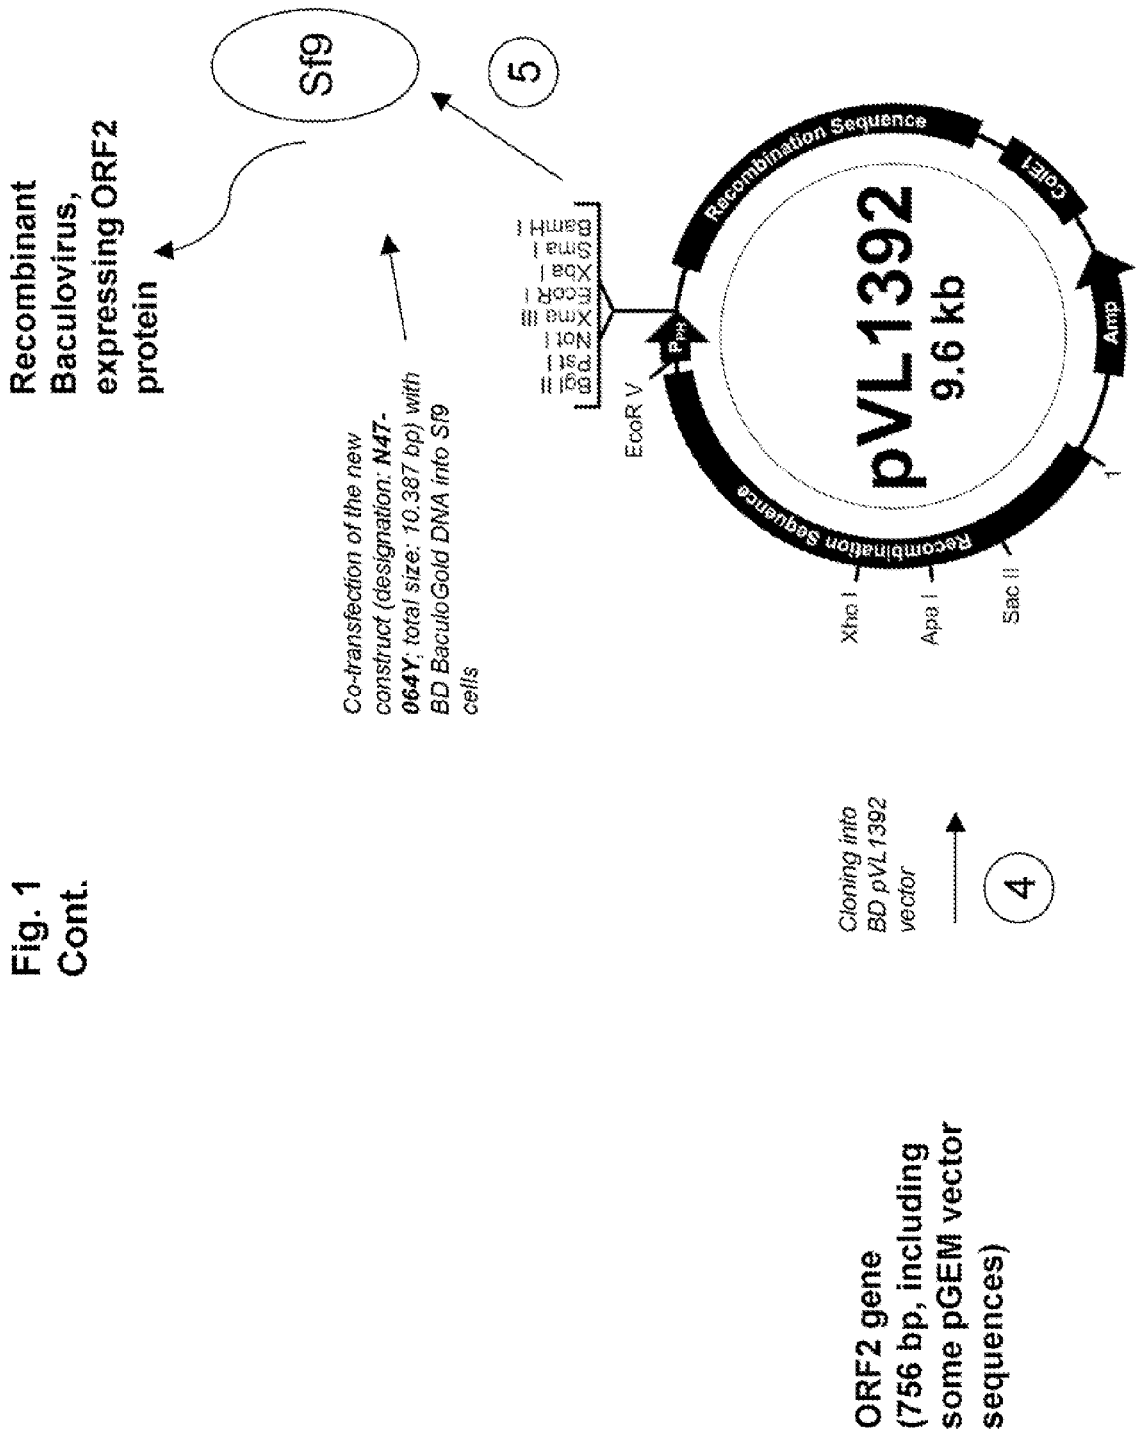 Fig. 1
Cont.
Recombinant
Baculovirus,
expressing ORF2
protein
Sf9
5
Co-transfection of the new
construct (designation: N47-
064Y; total size: 10.387 bp) with
BD BaculoGold DNA into Sf9
cells
Bgl II
Pst I
Not I
Xma III
EcoR I
Xba I
Sma I
BamH I
EcoR V
PPH
Recombination Sequence
Recombination Sequence
ColE1
Amp
pVL1392
9.6 kb
Xho I
Apa I
Sac II
1
Cloning into
BD pVL1392
vector
4
ORF2 gene
(756 bp, including
some pGEM vector
sequences)